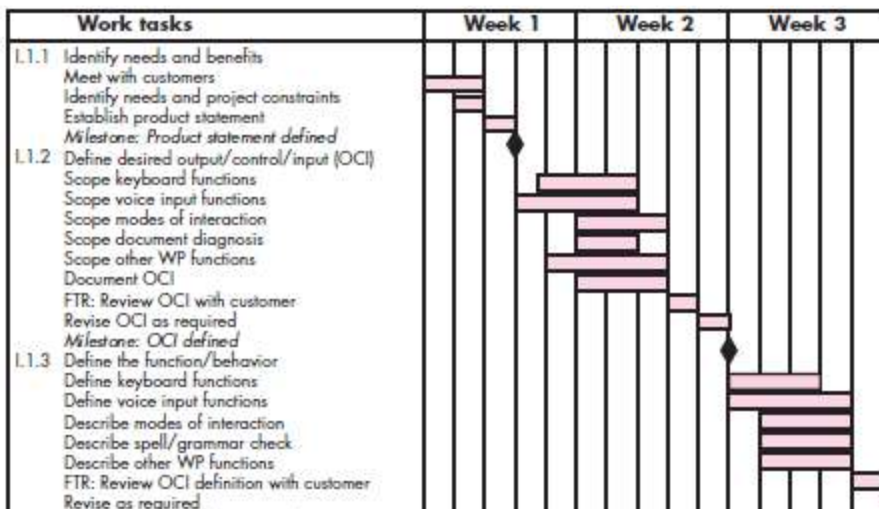 Work tasks Week 1 Week 2 Week 3
I.1.1 Identify needs and benefits
Meet with customers
Identify needs and project constraints
Establish product statement
Milestone: Product statement defined
I.1.2 Define desired output/control/input (OCI)
Scope keyboard functions
Scope voice input functions
Scope modes of interaction
Scope document diagnosis
Scope other WP functions
Document OCI
FTR: Review OCI with customer
Revise OCI as required
Milestone: OCI defined
I.1.3 Define the function/behavior
Define keyboard functions
Define voice input functions
Describe modes of interaction
Describe spell/grammar check
Describe other WP functions
FTR: Review OCI definition with customer
Revise as required